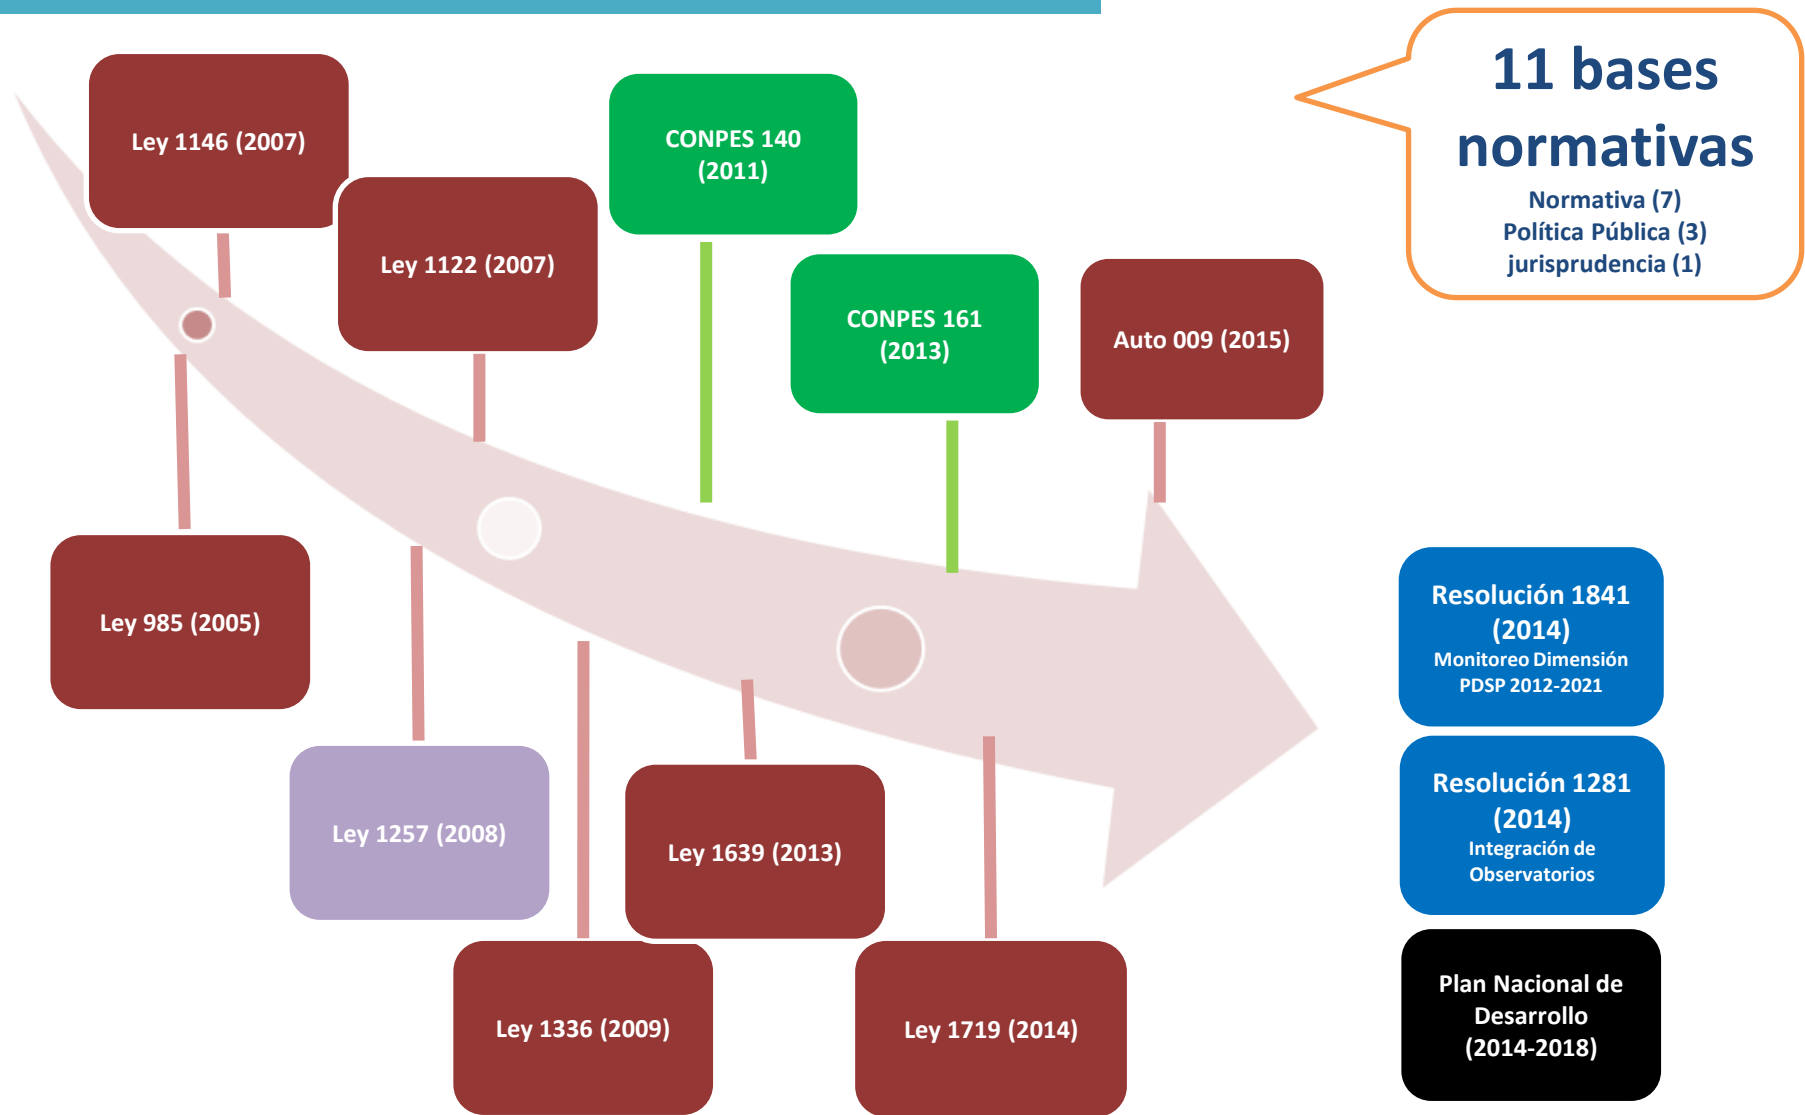 11 bases
normativas
Normativa (7)
Política Pública (3)
jurisprudencia (1)
Ley 1146 (2007)
CONPES 140
(2011)
Ley 1122 (2007)
CONPES 161
(2013)
Auto 009 (2015)
Ley 985 (2005)
Resolución 1841
(2014)
Monitoreo Dimensión
PDSP 2012-2021
Ley 1257 (2008)
Ley 1639 (2013)
Resolución 1281
(2014)
Integración de
Observatorios
Ley 1336 (2009)
Ley 1719 (2014)
Plan Nacional de
Desarrollo
(2014-2018)